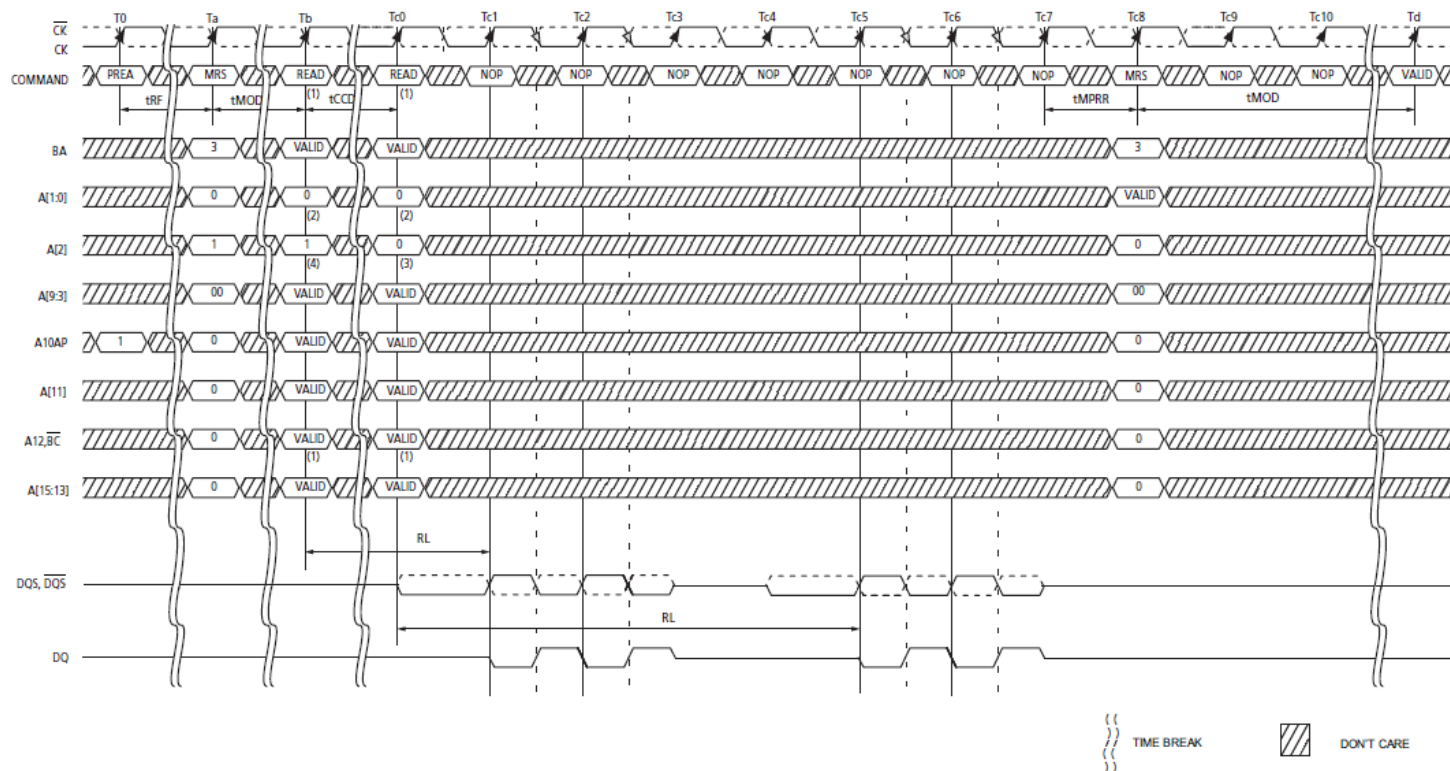 T0 Ta Tb Tc0 Tc1 Tc2 Tc3 Tc4 Tc5 Tc6 Tc7 Tc8 Tc9 Tc10 Td
CK
CK
COMMAND PREA MRS READ READ NOP NOP NOP NOP NOP NOP NOP MRS NOP NOP VALID
(1) (1)
tRF tMOD tCCD tMPRR tMOD
BA 3 VALID VALID 3
A[1:0] 0 0 0 VALID
(2) (2)
A[2] 1 1 0 0
(4) (3)
A[9:3] 00 VALID VALID 00
A10AP 1 0 VALID VALID 0
A[11] 0 VALID VALID 0
A12,BC 0 VALID VALID 0
(1) (1)
A[15:13] 0 VALID VALID 0
RL
DQS, DQS
RL
DQ
TIME BREAK DON'T CARE